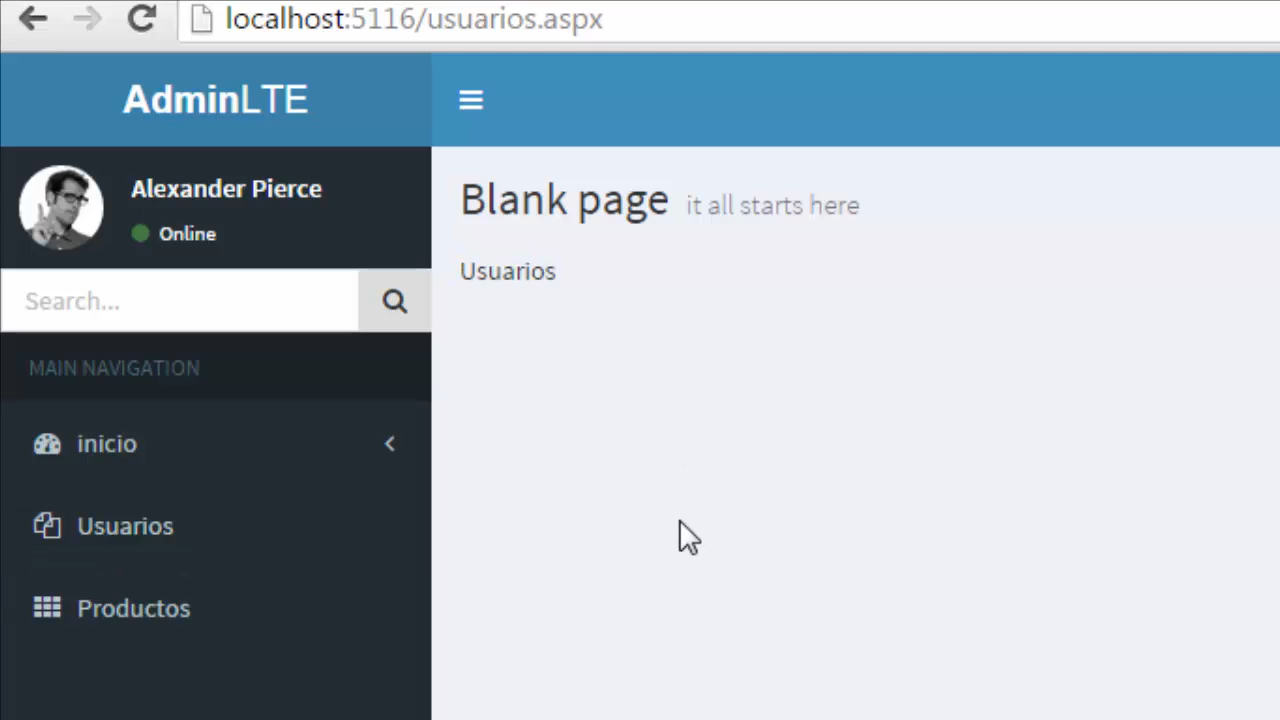 localhost:5116/usuarios.aspx
AdminLTE
Alexander Pierce
Online
Search...
MAIN NAVIGATION
inicio
Usuarios
Productos
Blank page it all starts here
Usuarios